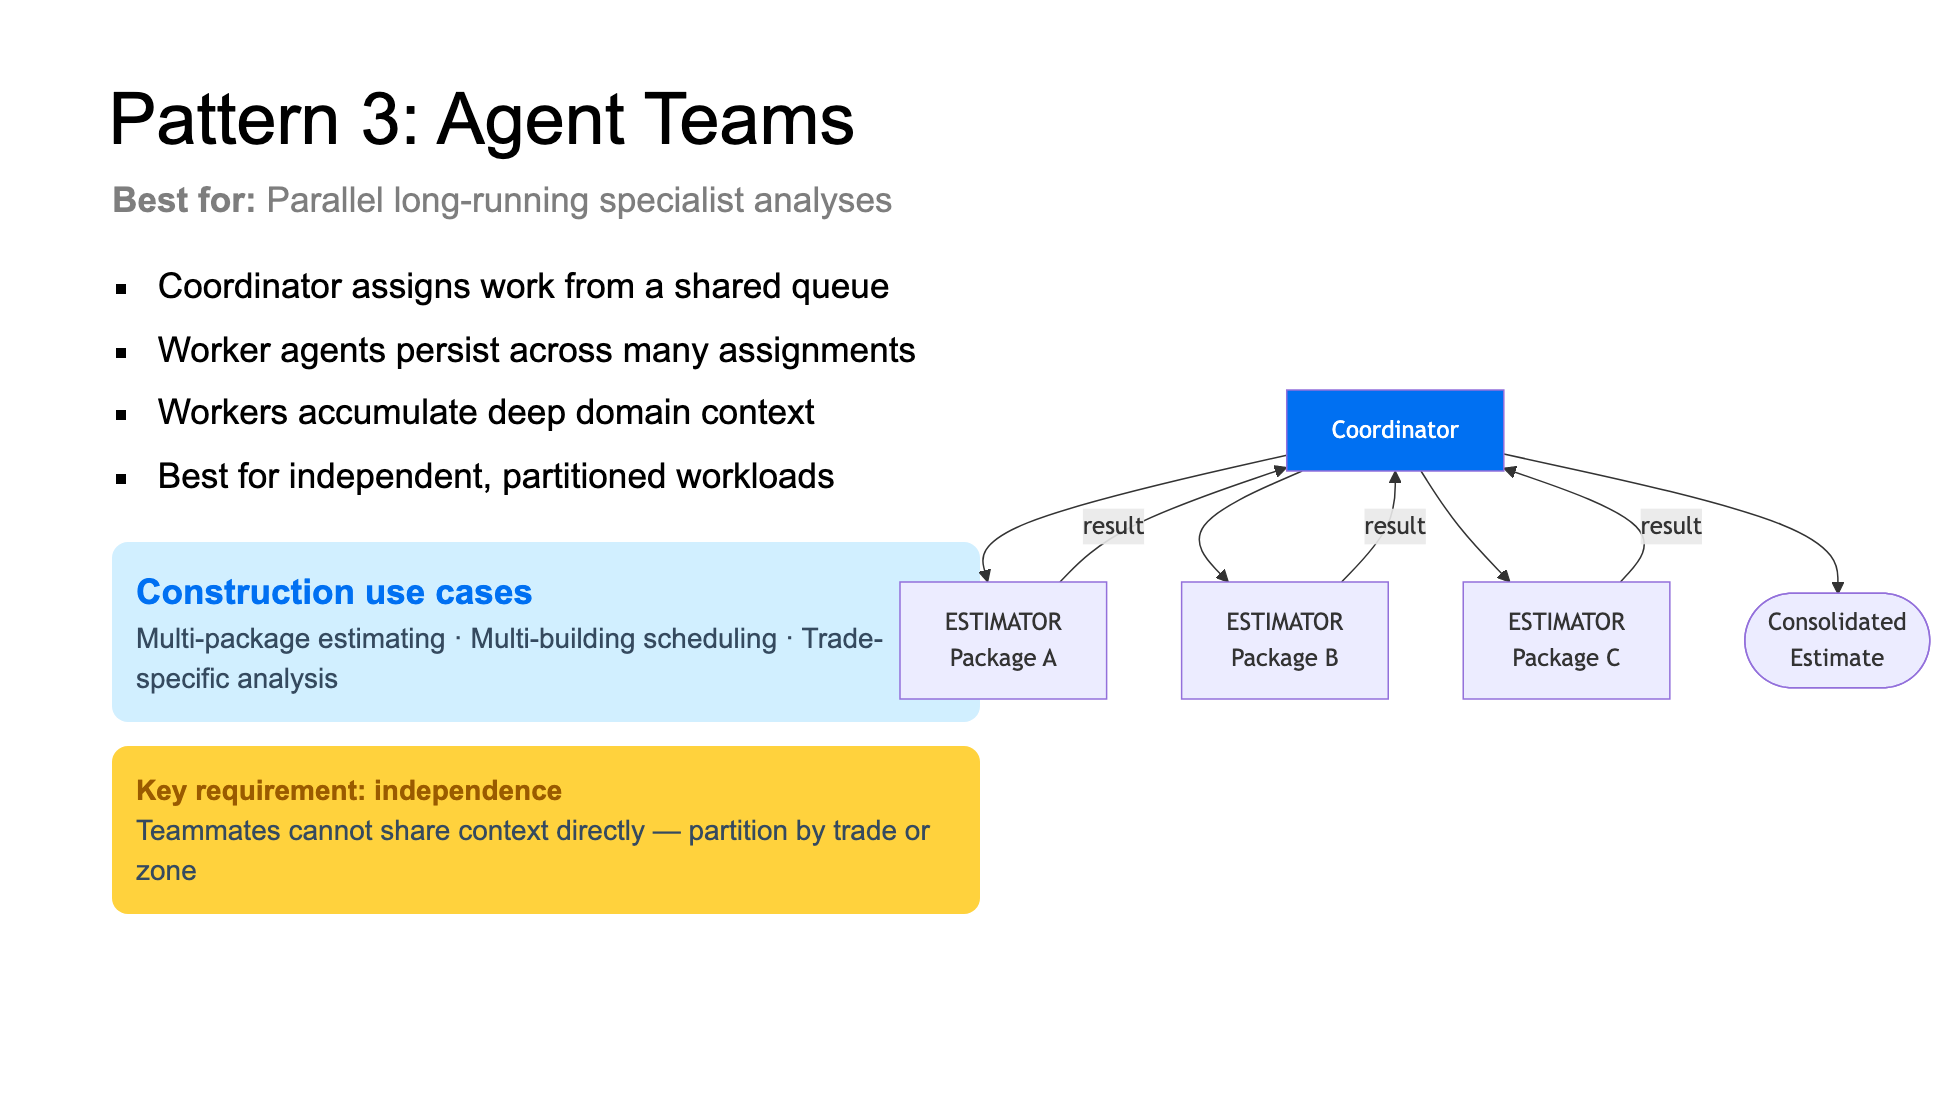 Pattern 3: Agent Teams
Best for: Parallel long-running specialist analyses
Coordinator assigns work from a shared queue
Worker agents persist across many assignments
Workers accumulate deep domain context
Best for independent, partitioned workloads
Construction use cases
Multi-package estimating · Multi-building scheduling · Trade-
specific analysis
Key requirement: independence
Teammates cannot share context directly — partition by trade or
zone
Coordinator
result
result
result
ESTIMATOR
Package A
ESTIMATOR
Package B
ESTIMATOR
Package C
Consolidated
Estimate